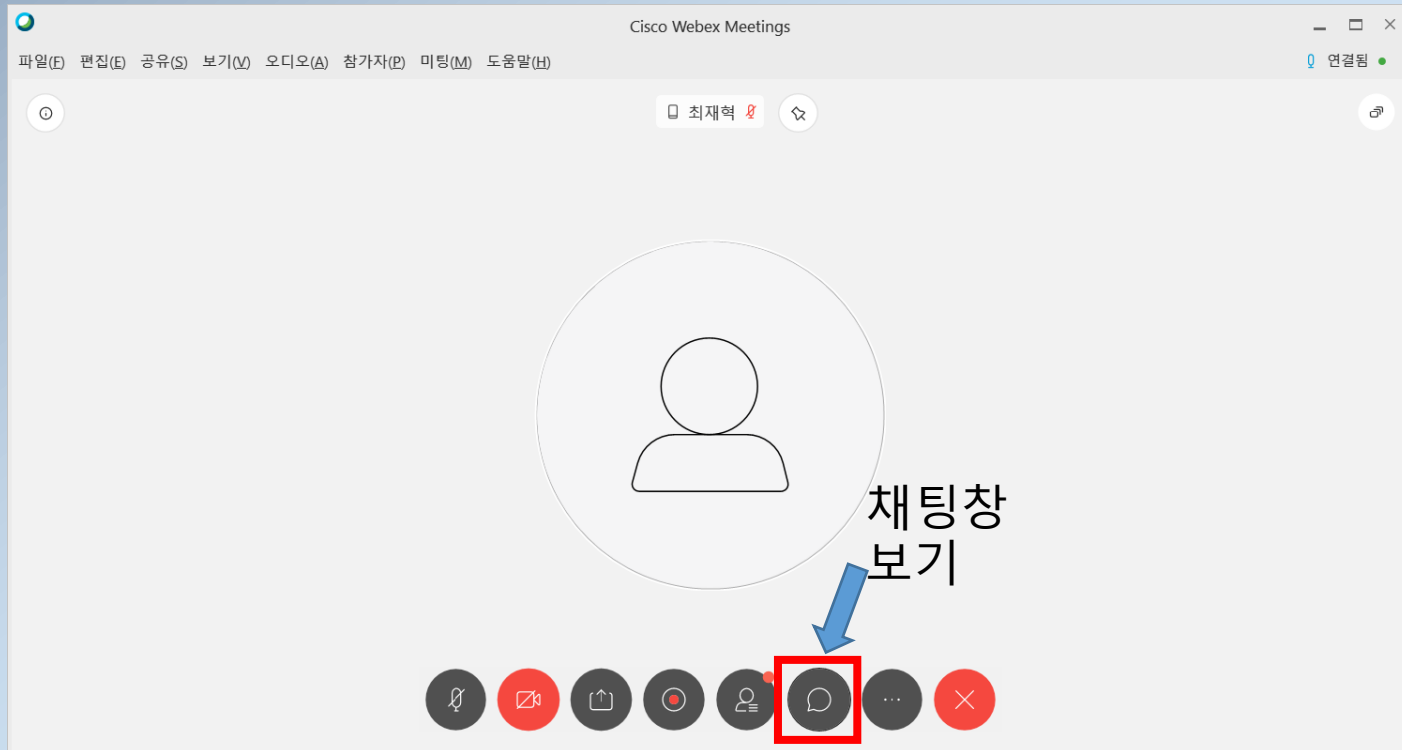 Cisco Webex Meetings
파일(F) 편집(E) 공유(S) 보기(V) 오디오(A) 참가자(P) 미팅(M) 도움말(H)
연결됨
최재혁
채팅창
보기